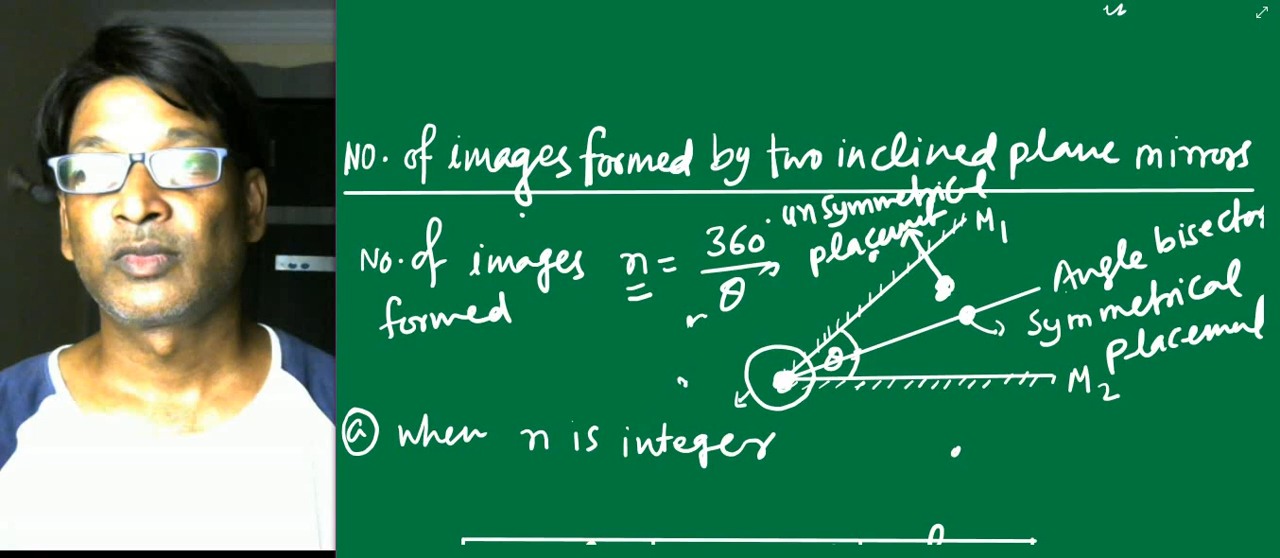 NO. of images formed by two inclined plane mirrors
No. of images formed n = 360 / θ
unsymmetrical placement
M1
Angle bisector
symmetrical placement
θ
M2
(a) when n is integer